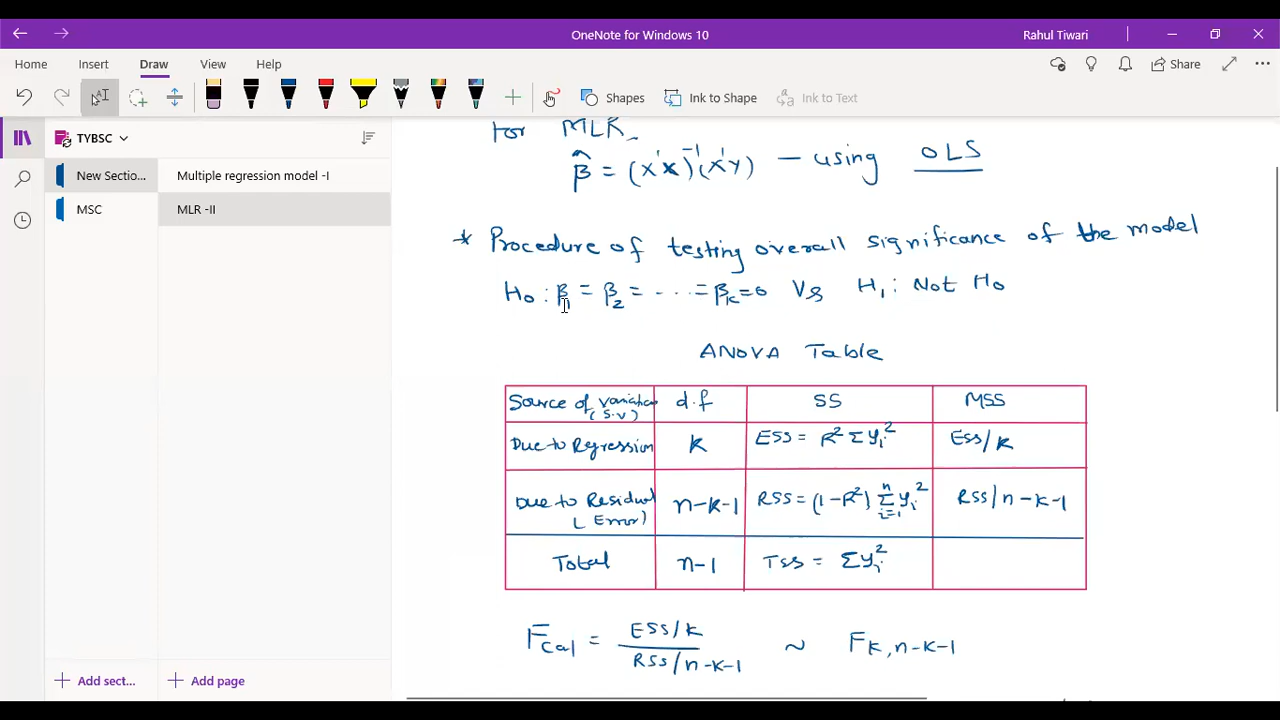 OneNote for Windows 10
Rahul Tiwari
Home Insert Draw View Help
Share
Shapes Ink to Shape Ink to Text
TYBSC
New Sectio...
MSC
Multiple regression model -I
MLR -II
Add sect...
Add page
for MLR
β̂ = (X'X)⁻¹(X'Y) — using OLS
* Procedure of testing overall significance of the model
H₀ : β₁ = β₂ = ... = βk = 0 Vs H₁ : Not H₀
ANOVA Table
Source of variation (S.V) d.f SS MSS
Due to Regression k ESS = R² Σyᵢ² ESS/k
Due to Residual (Error) n-k-1 RSS = (1-R²) Σⁿᵢ₌₁ yᵢ² RSS/n-k-1
Total n-1 TSS = Σyᵢ²
Fcal = ESS/k / RSS/n-k-1 ~ Fk, n-k-1